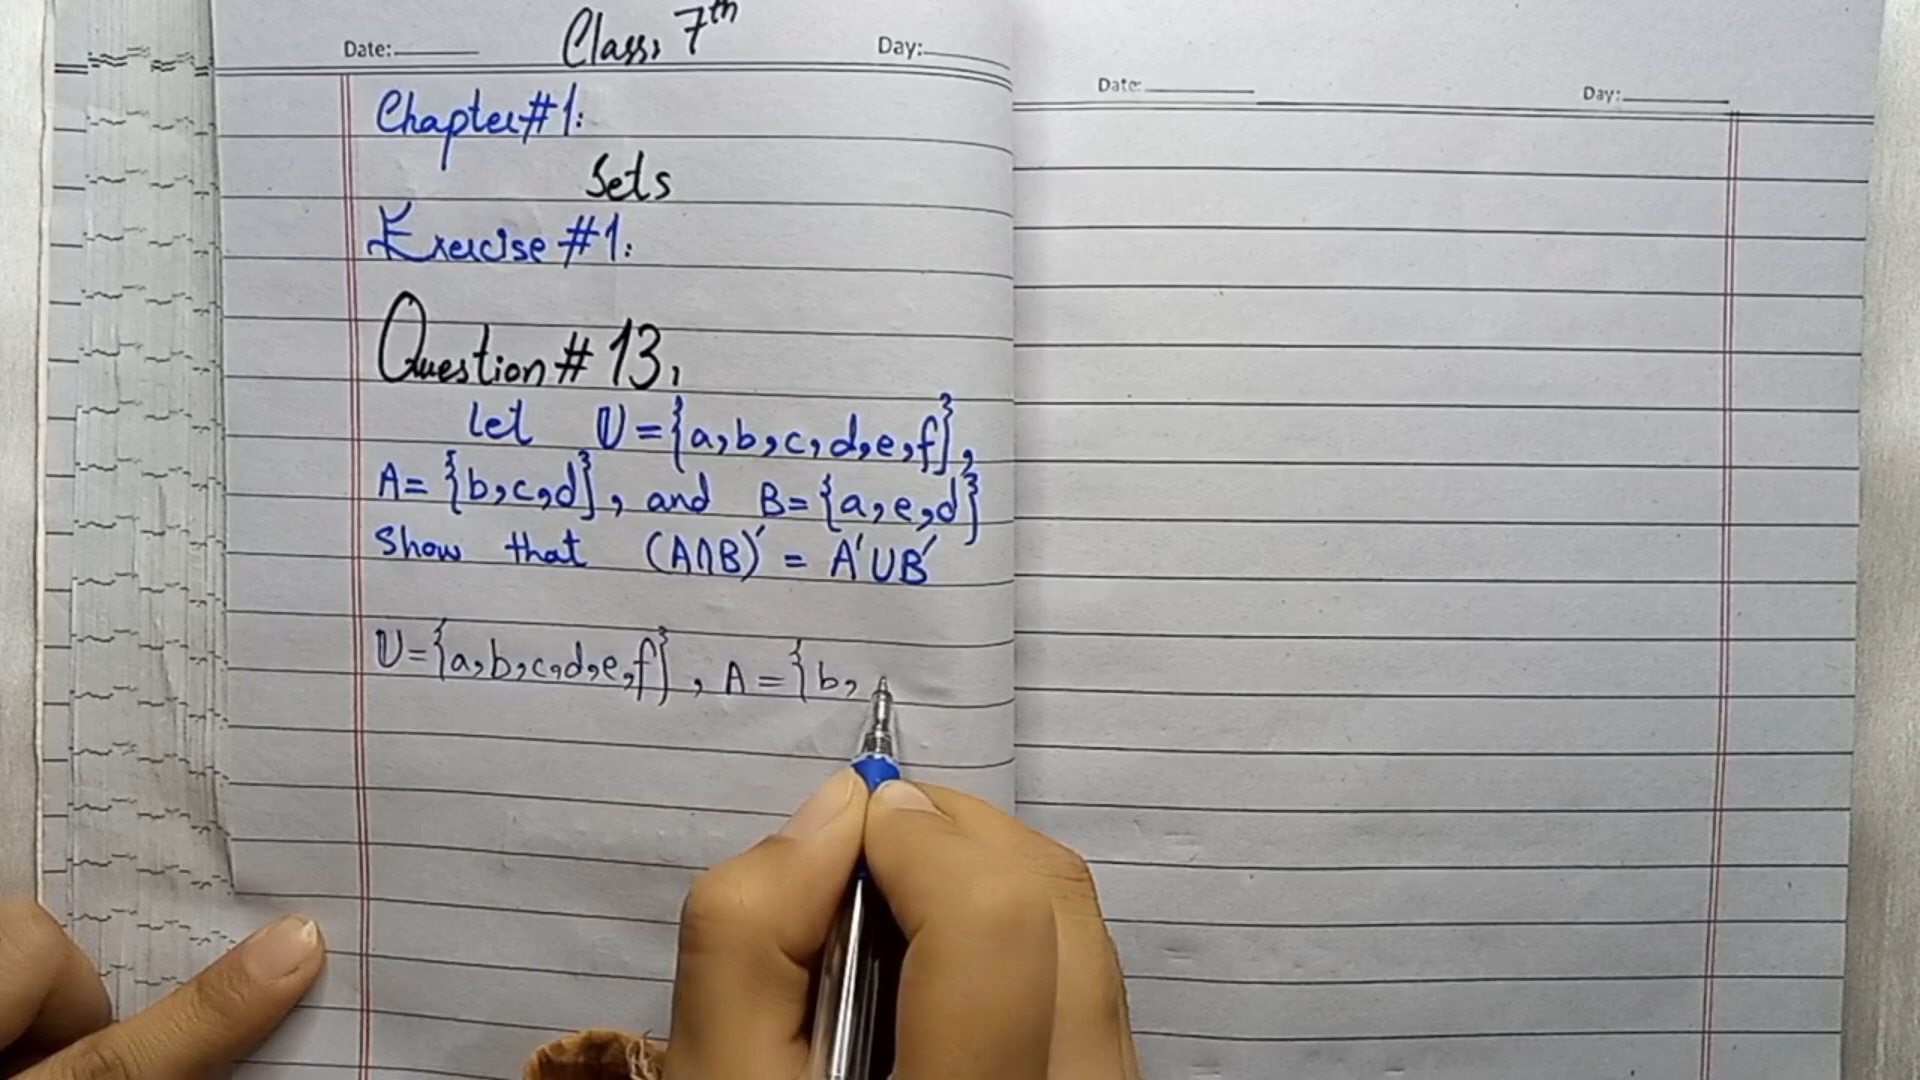 Date: Class, 7th Day:
Chapter#1:
Sets
Exercise #1:
Question# 13,
let U={a,b,c,d,e,f},
A= {b,c,d}, and B={a,e,d}
Show that (A∩B)′ = A′∪B′
U={a,b,c,d,e,f}, A={b,
Date: Day: